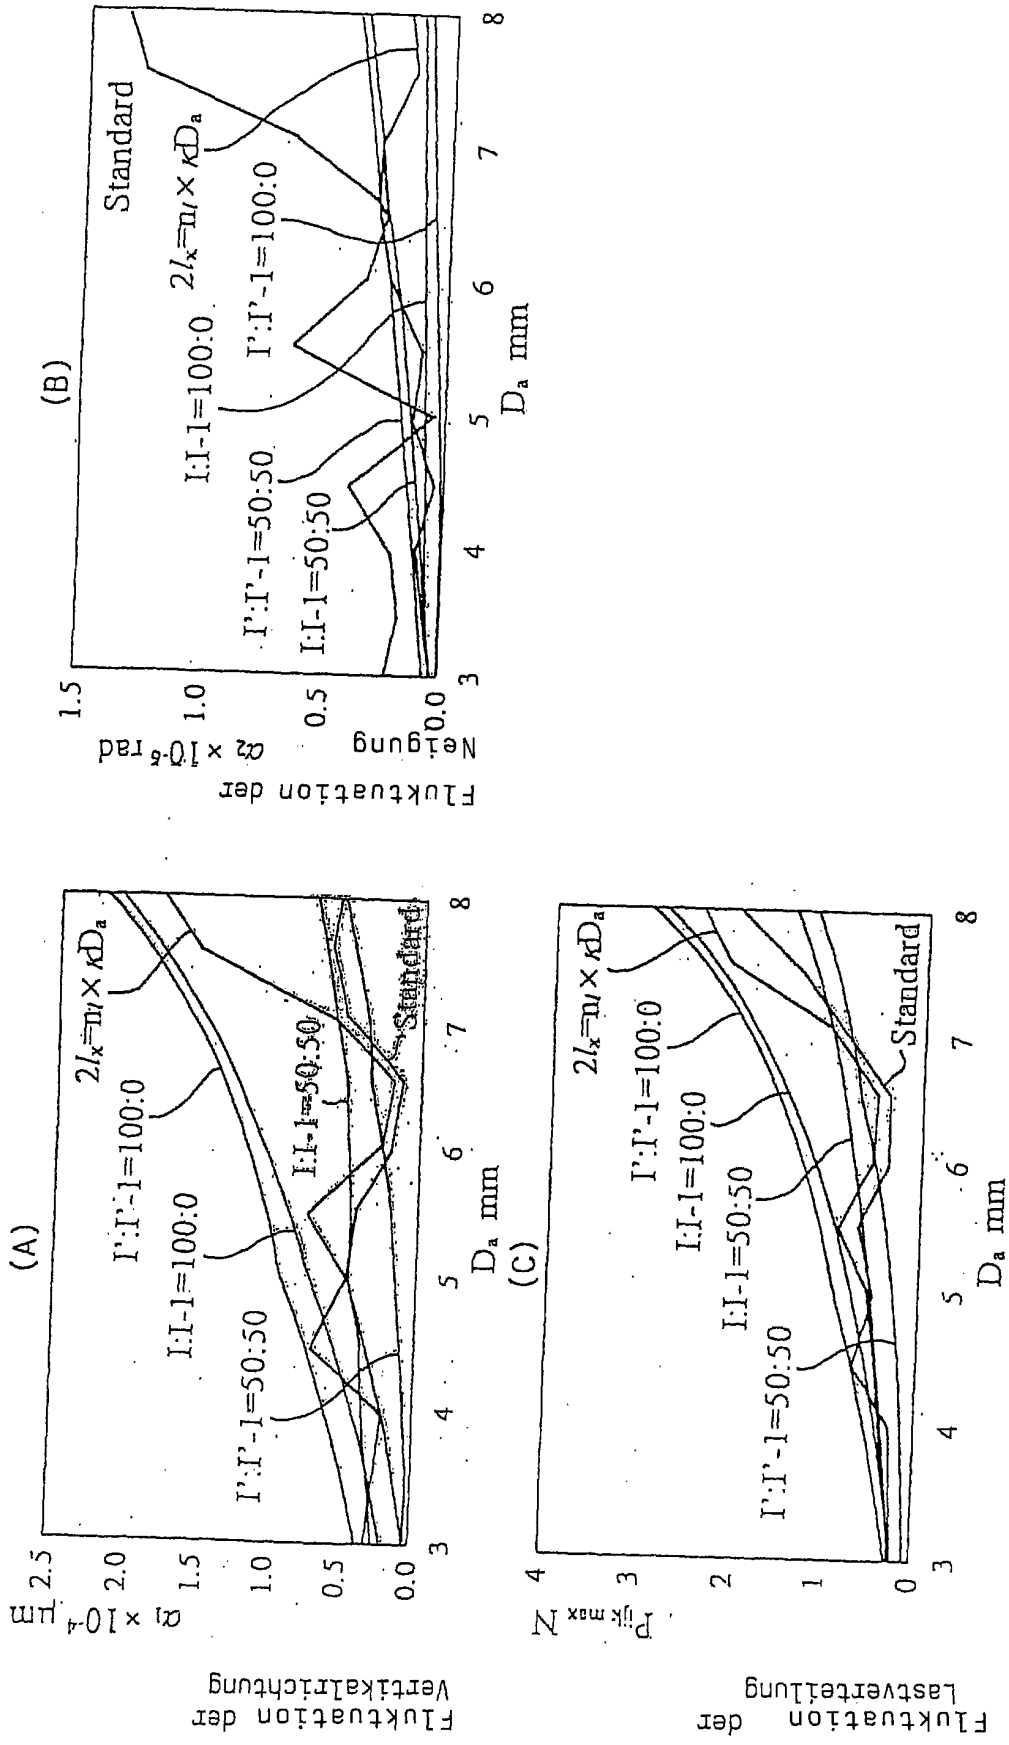 (A)
Fluktuation der
Vertikalrichtung
α₁ × 10⁻⁴ μm
2.5
2.0
1.5
1.0
0.5
0.0
3
4
5
6
7
8
Dₐ mm
2lₓ=nₗ× κDₐ
I':I'-1=100:0
I:I-1=100:0
I':I'-1=50:50
I:I-1=50:50
Standard
(B)
Fluktuation der
Neigung
α₂ × 10⁻⁶ rad
1.5
1.0
0.5
0.0
3
4
5
6
7
8
Dₐ mm
Standard
2lₓ=nₗ× κDₐ
I':I'-1=100:0
I:I-1=100:0
I':I'-1=50:50
I:I-1=50:50
(C)
Fluktuation der
Lastverteilung
Pijk max N
4
3
2
1
0
3
4
5
6
7
8
Dₐ mm
2lₓ=nₗ× κDₐ
I':I'-1=100:0
I:I-1=100:0
I:I-1=50:50
I':I'-1=50:50
Standard